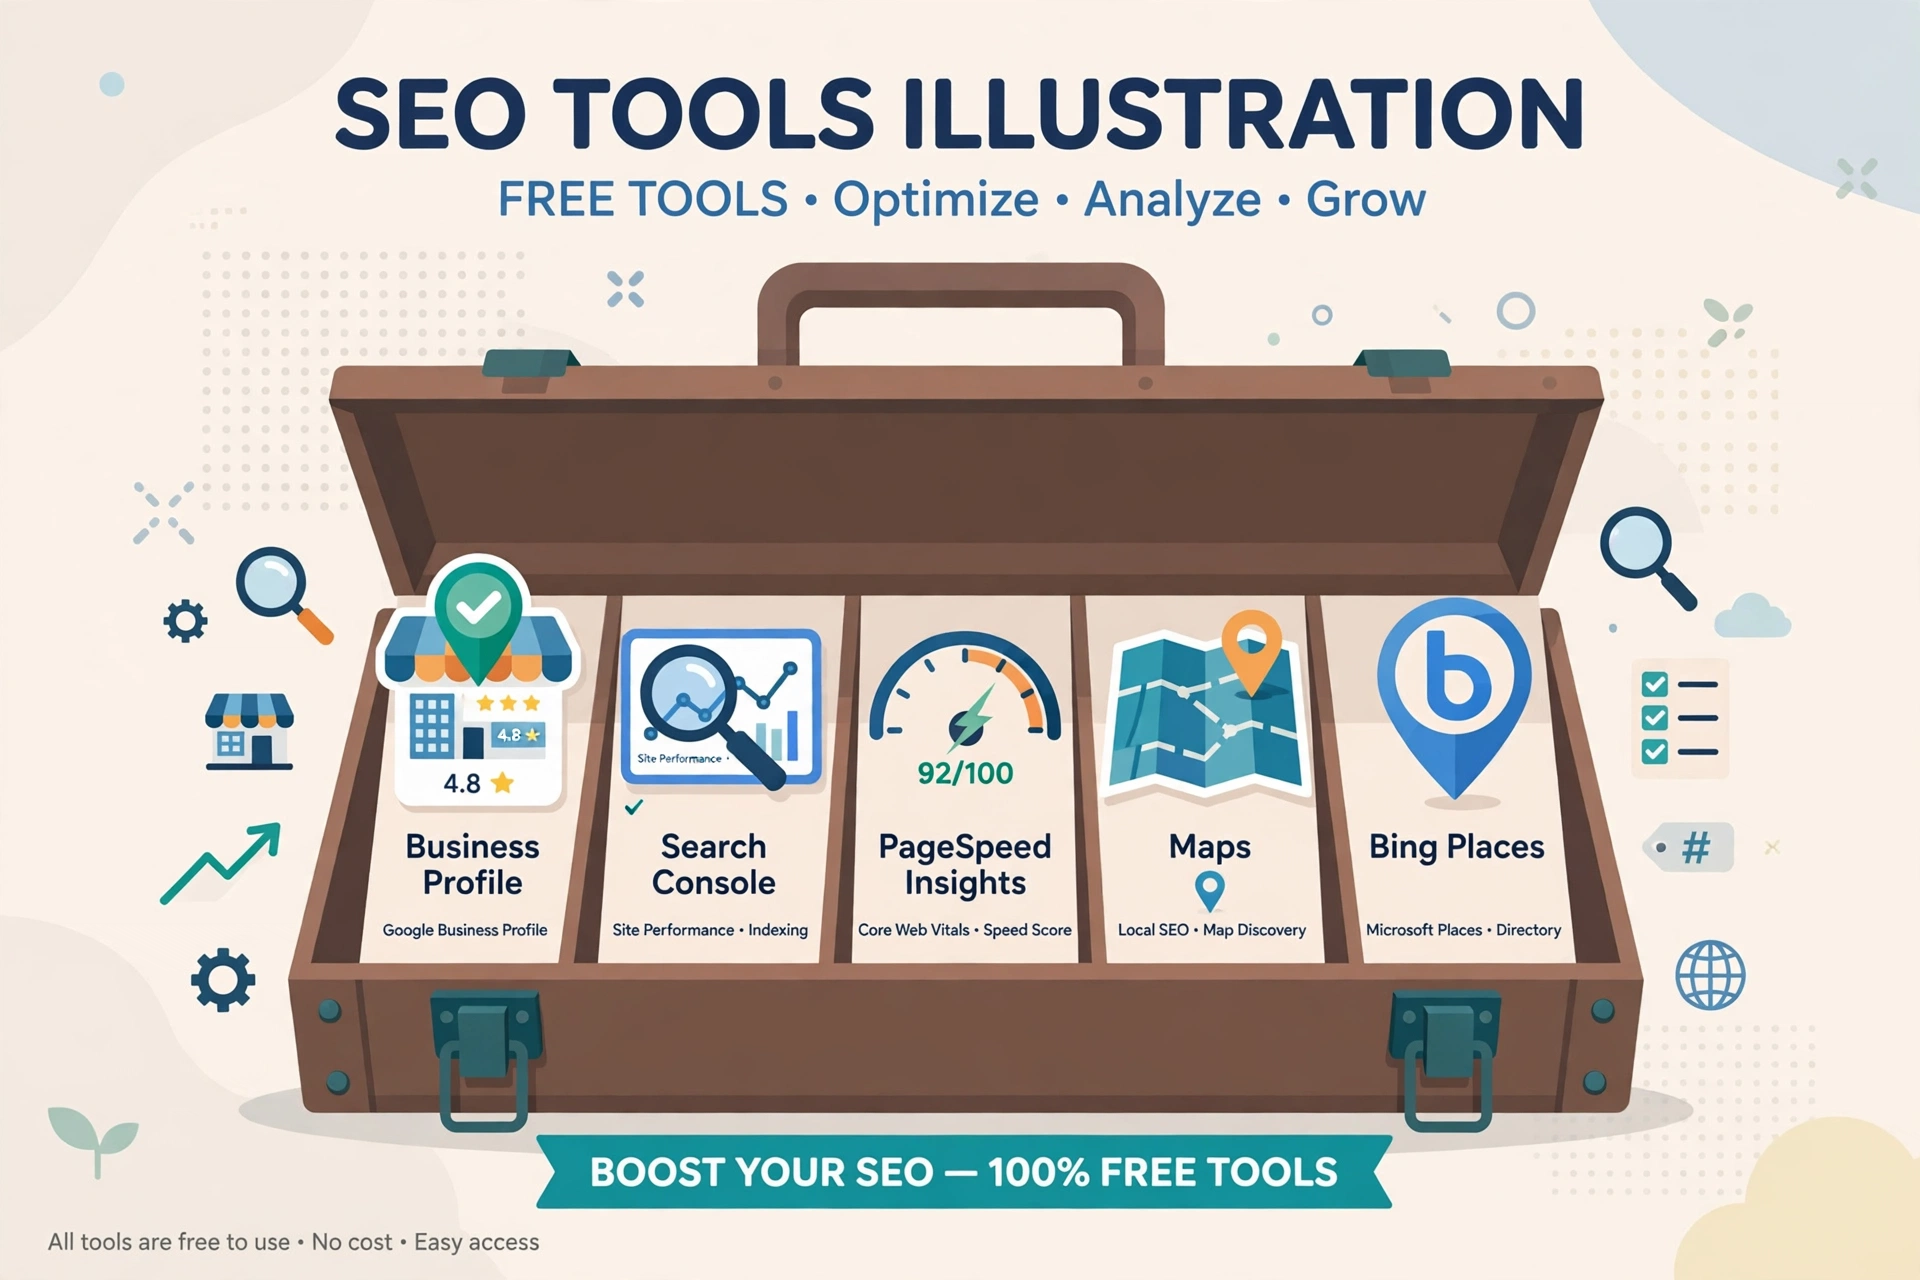 SEO TOOLS ILLUSTRATION
FREE TOOLS • Optimize • Analyze • Grow
4.8
4.8
Business
Profile
Google Business Profile
Site Performance •
Search
Console
Site Performance • Indexing
92/100
PageSpeed
Insights
Core Web Vitals • Speed Score
Maps
Local SEO • Map Discovery
b
Bing Places
Microsoft Places • Directory
#
BOOST YOUR SEO — 100% FREE TOOLS
All tools are free to use • No cost • Easy access